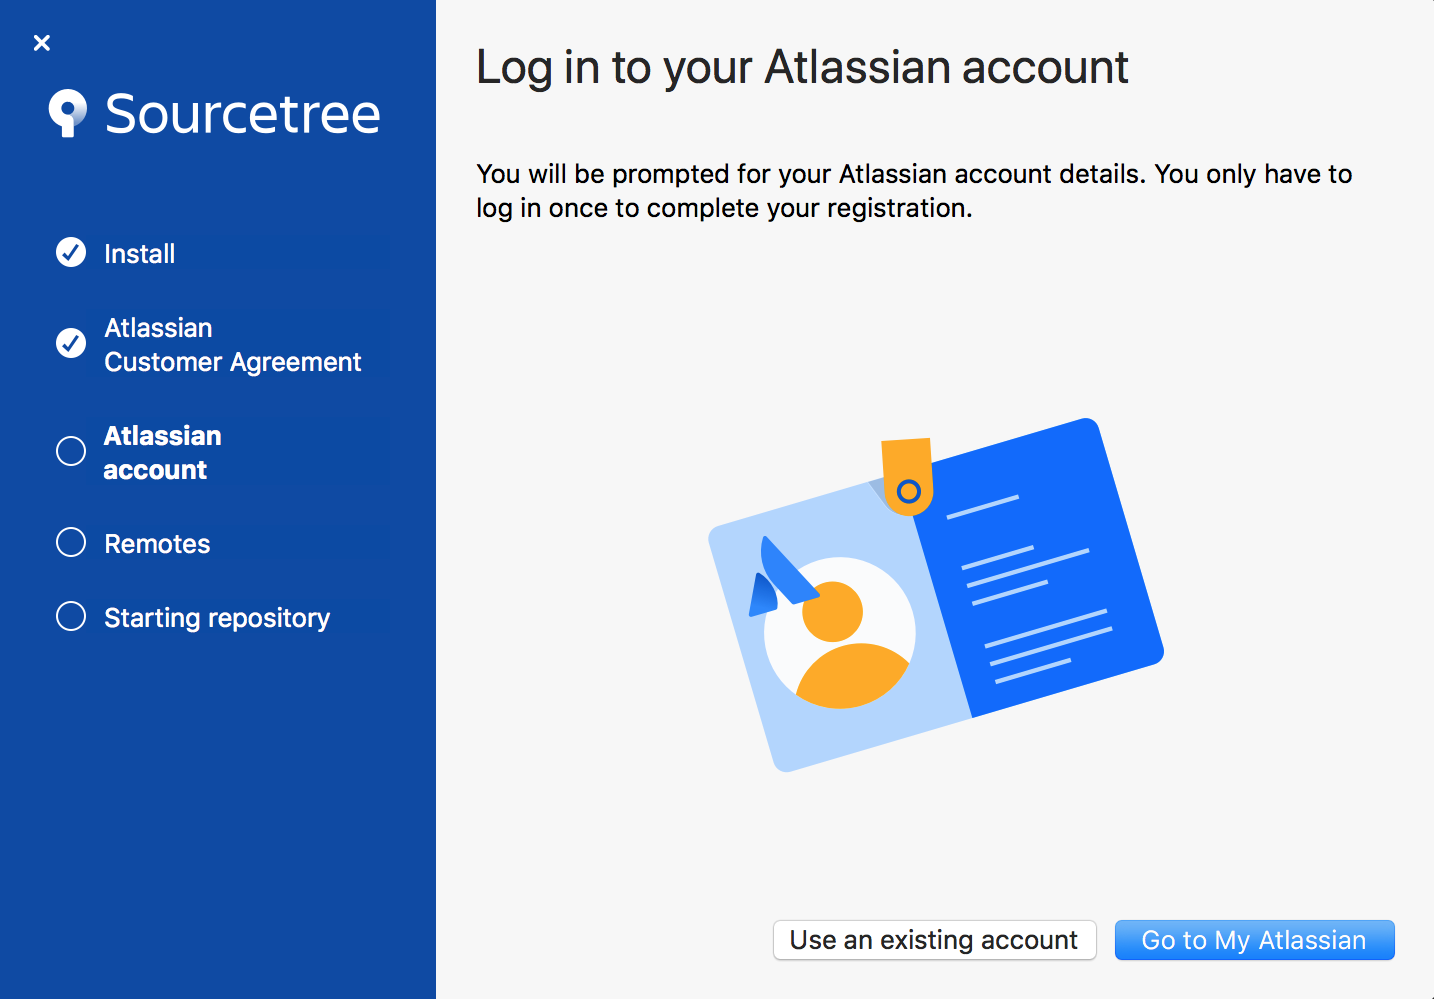 Sourcetree
Install
Atlassian
Customer Agreement
Atlassian
account
Remotes
Starting repository
Log in to your Atlassian account
You will be prompted for your Atlassian account details. You only have to
log in once to complete your registration.
Use an existing account
Go to My Atlassian